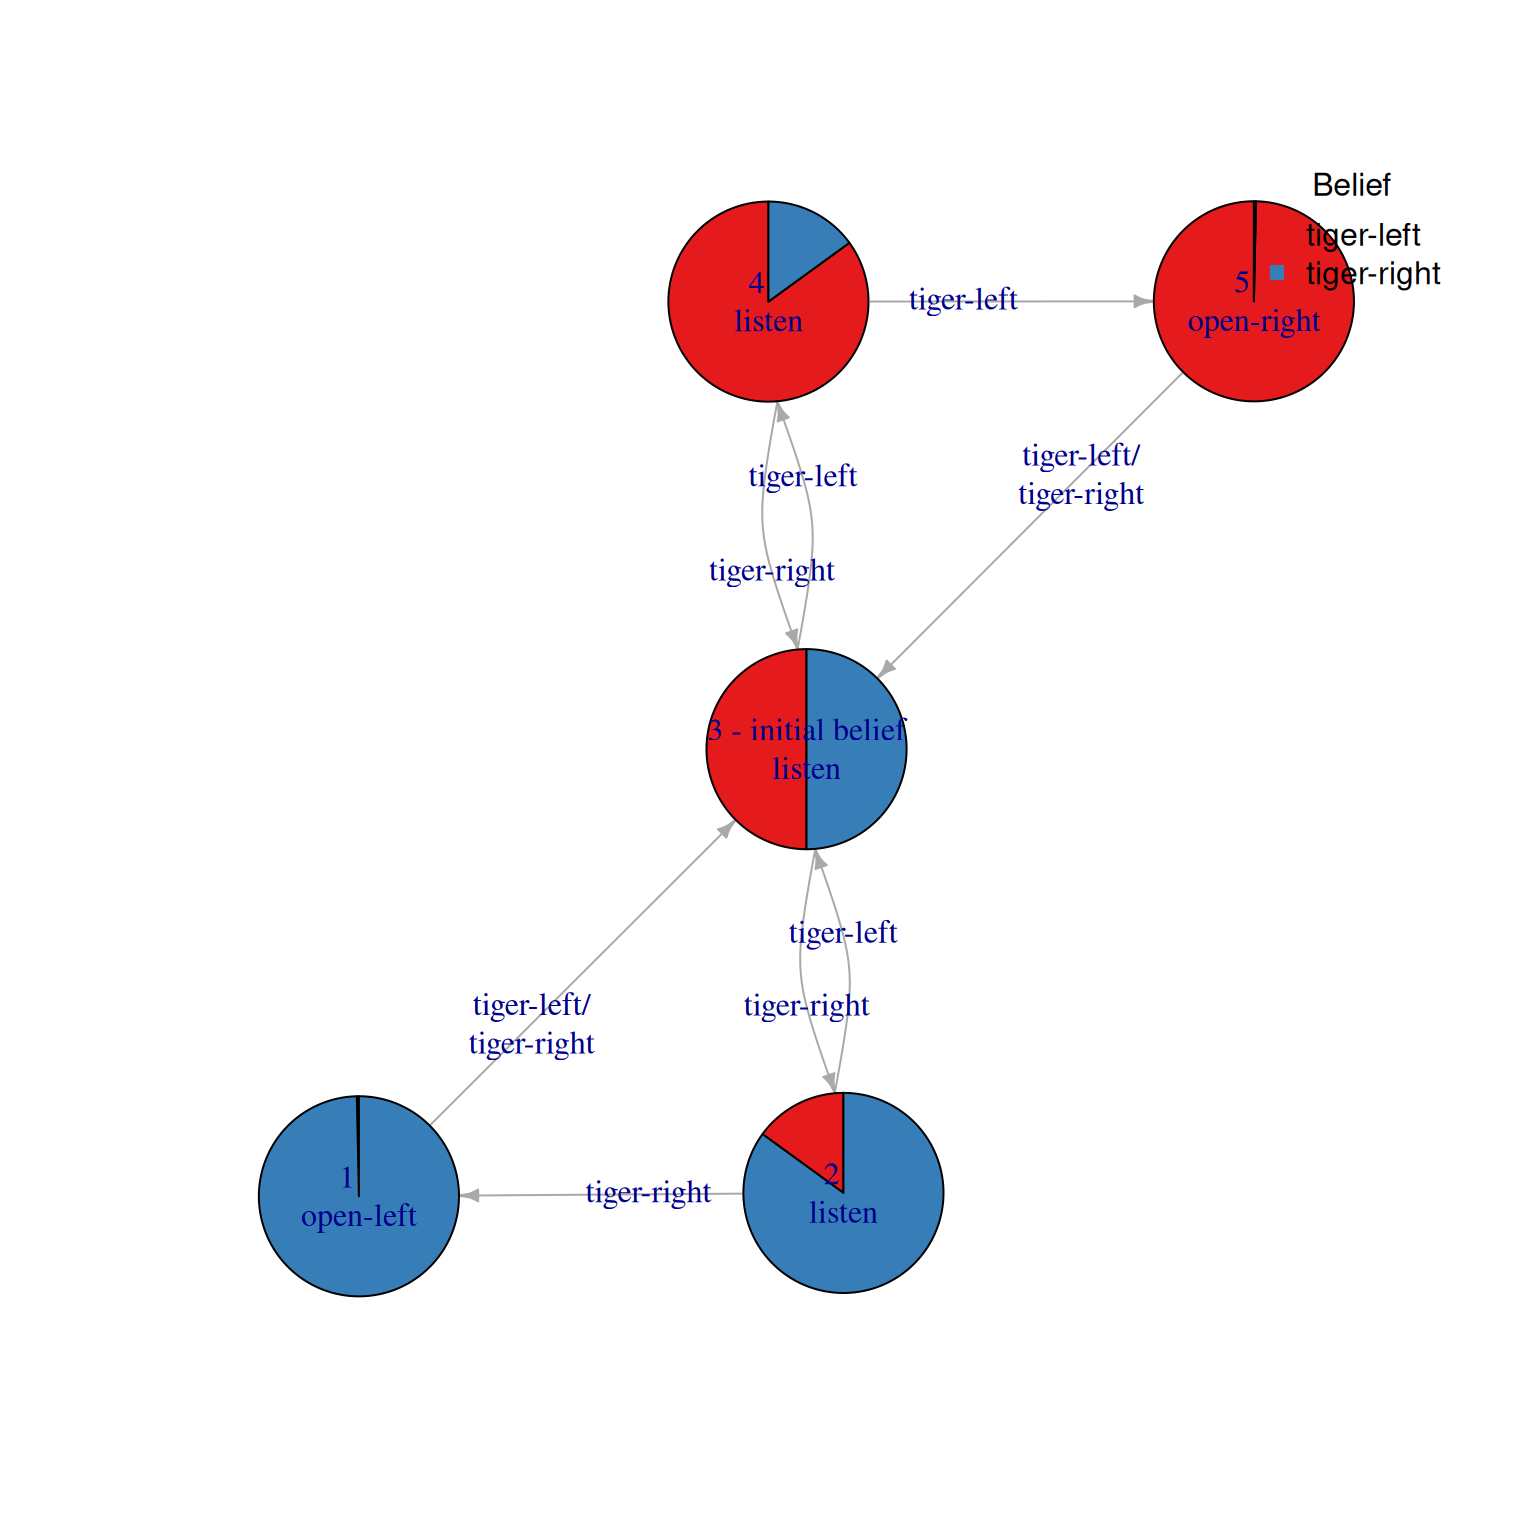 Belief
tiger-left
tiger-right
4
listen
tiger-left
5
open-right
tiger-left/
tiger-right
tiger-left
tiger-right
3 - initial belief
listen
tiger-left
tiger-right
tiger-left/
tiger-right
1
open-left
tiger-right
2
listen